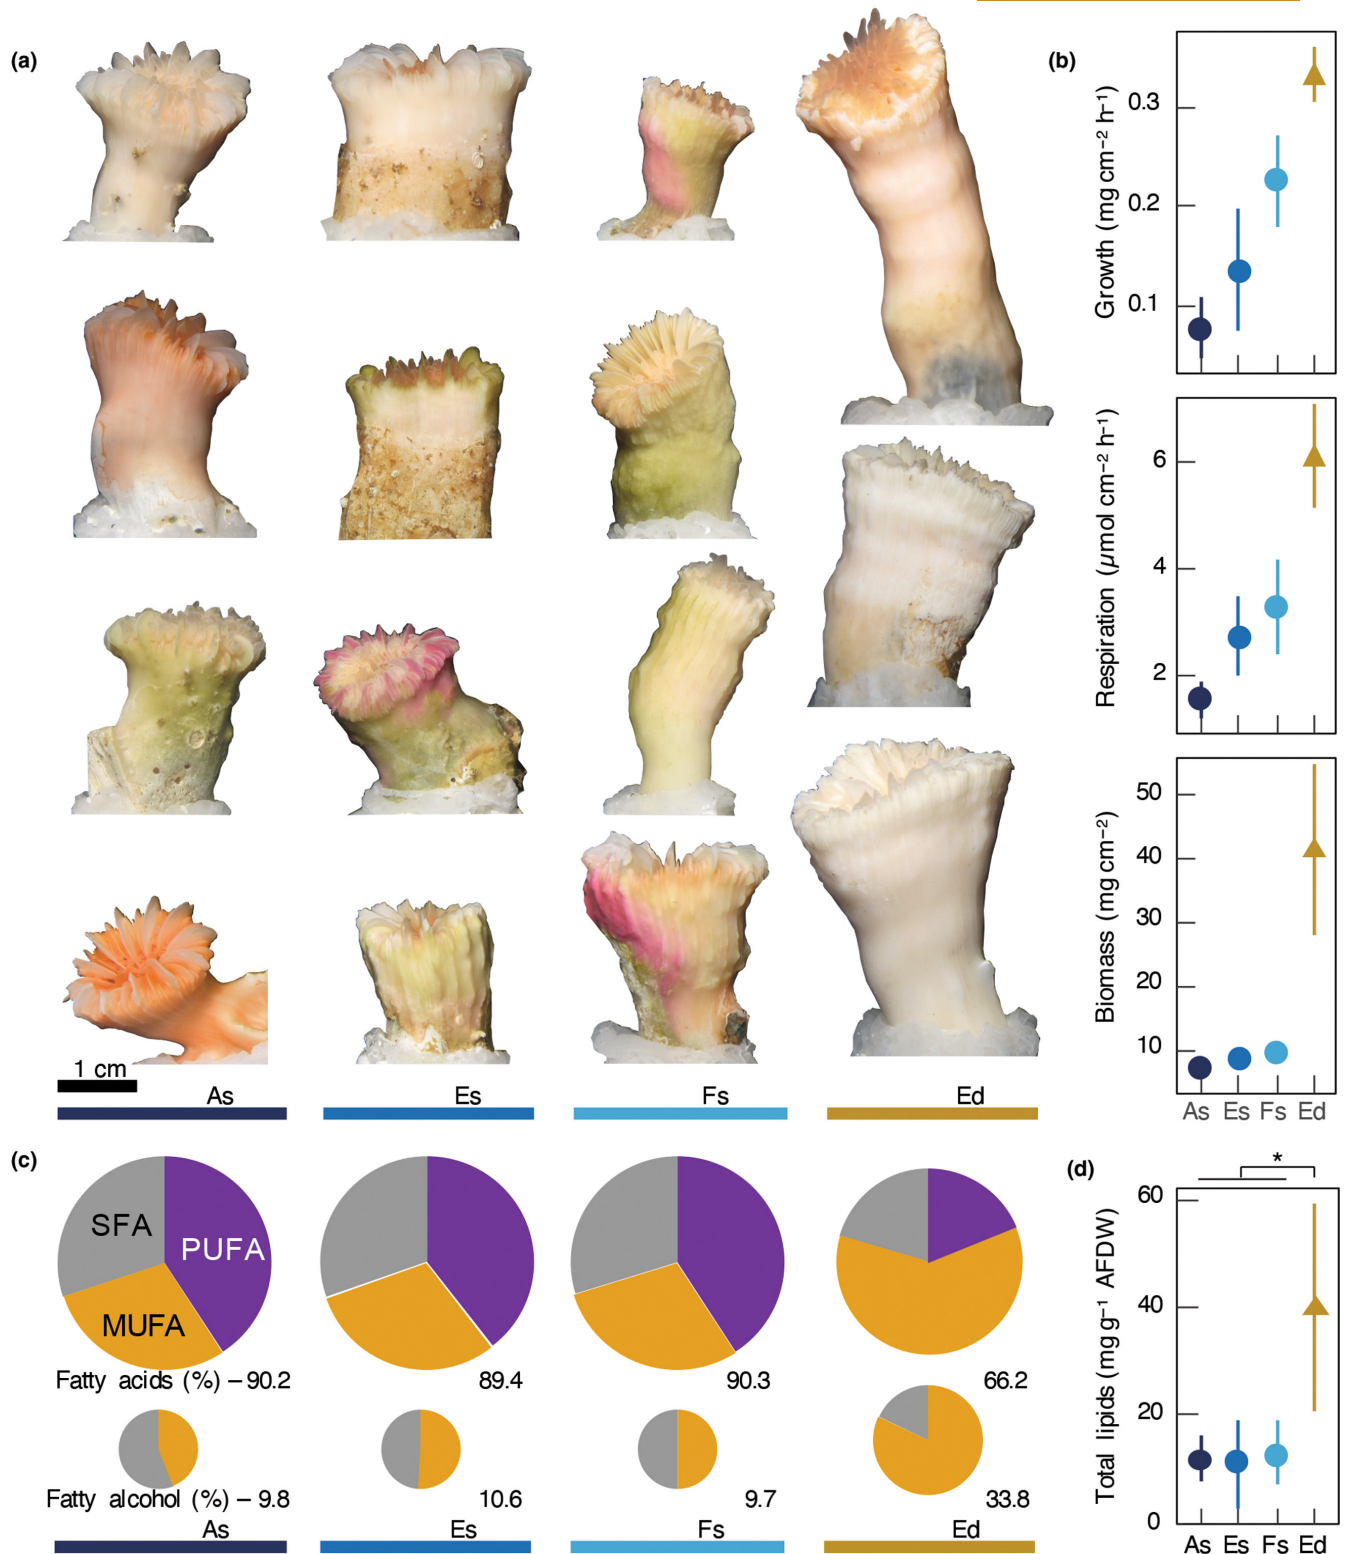 (a)
1 cm
As
Es
Fs
Ed
(b)
Growth (mg cm⁻² h⁻¹)
0.3
0.2
0.1
Respiration (µmol cm⁻² h⁻¹)
6
4
2
Biomass (mg cm⁻²)
50
40
30
20
10
As Es Fs Ed
(c)
SFA
PUFA
MUFA
Fatty acids (%) – 90.2
89.4
90.3
66.2
Fatty alcohol (%) – 9.8
10.6
9.7
33.8
As
Es
Fs
Ed
(d)
*
Total lipids (mg g⁻¹ AFDW)
60
40
20
0
As Es Fs Ed